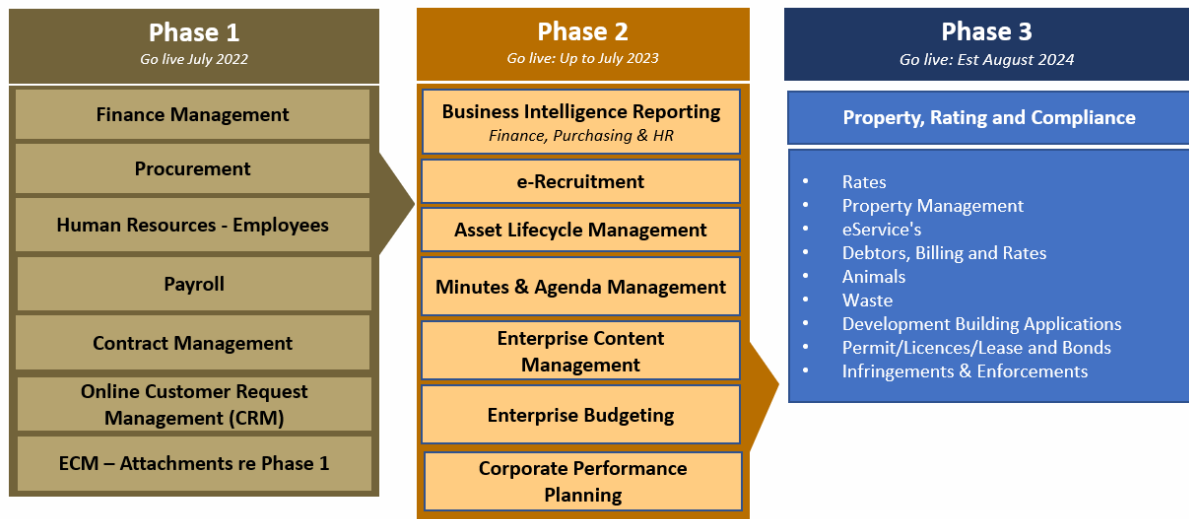 Phase 1
Go live July 2022
Finance Management
Procurement
Human Resources - Employees
Payroll
Contract Management
Online Customer Request
Management (CRM)
ECM – Attachments re Phase 1
Phase 2
Go live: Up to July 2023
Business Intelligence Reporting
Finance, Purchasing & HR
e-Recruitment
Asset Lifecycle Management
Minutes & Agenda Management
Enterprise Content
Management
Enterprise Budgeting
Corporate Performance
Planning
Phase 3
Go live: Est August 2024
Property, Rating and Compliance
• Rates
• Property Management
• eService's
• Debtors, Billing and Rates
• Animals
• Waste
• Development Building Applications
• Permit/Licences/Lease and Bonds
• Infringements & Enforcements